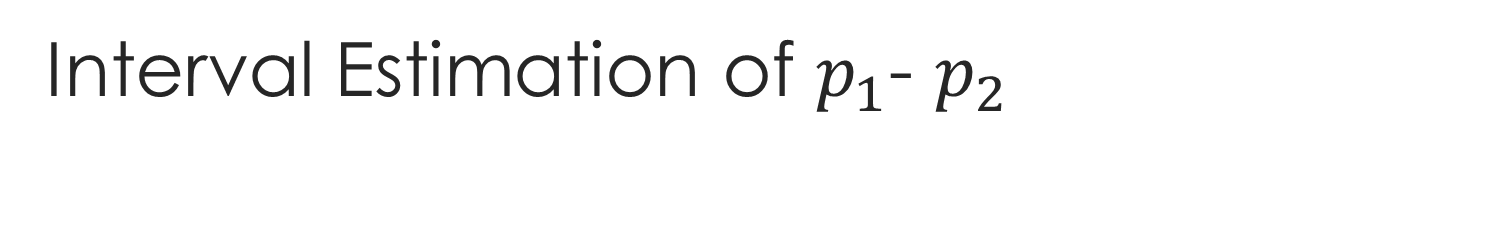 Interval Estimation of 𝑝₁- 𝑝₂